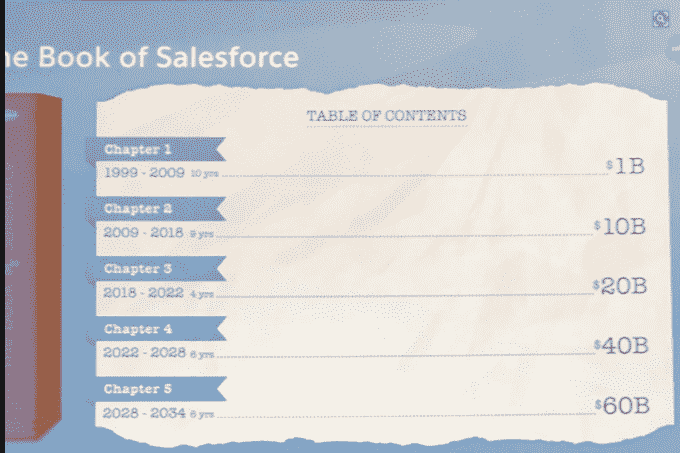 he Book of Salesforce
TABLE OF CONTENTS
Chapter 1
1999 - 2009 10 yrs $1B
Chapter 2
2009 - 2018 9 yrs $10B
Chapter 3
2018 - 2022 4 yrs $20B
Chapter 4
2022 - 2028 6 yrs $40B
Chapter 5
2028 - 2034 6 yrs $60B